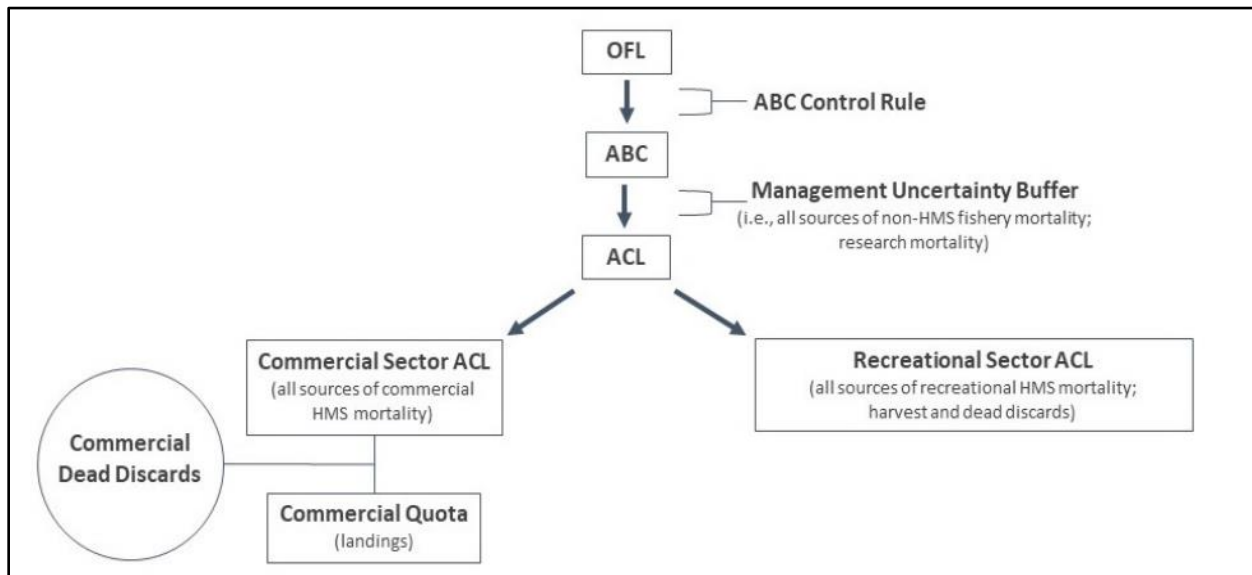 OFL
ABC Control Rule
ABC
Management Uncertainty Buffer
(i.e., all sources of non-HMS fishery mortality;
research mortality)
ACL
Commercial Sector ACL
(all sources of commercial
HMS mortality)
Recreational Sector ACL
(all sources of recreational HMS mortality;
harvest and dead discards)
Commercial
Dead Discards
Commercial Quota
(landings)